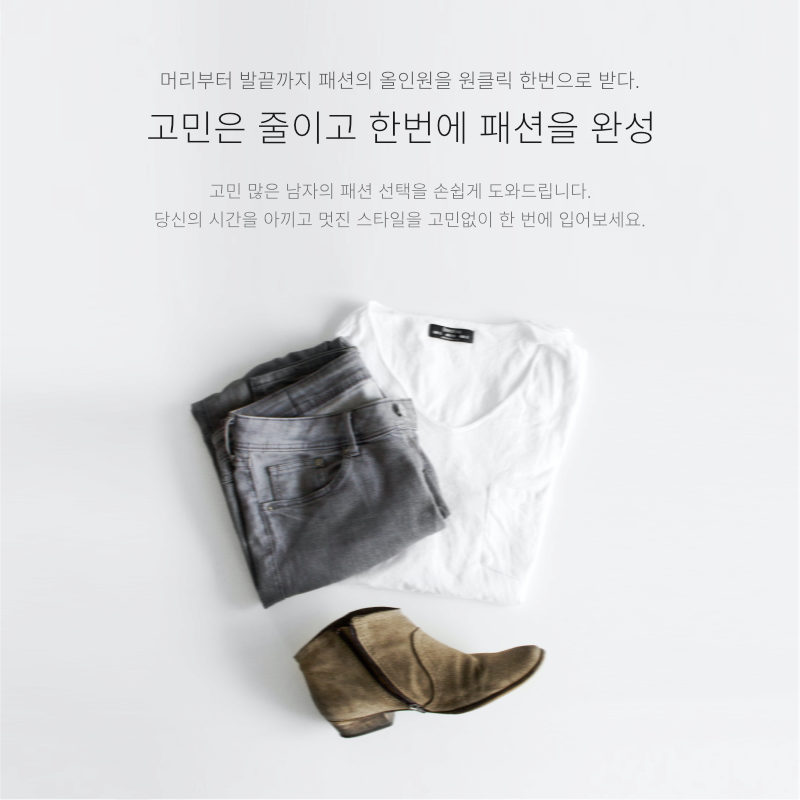 머리부터 발끝까지 패션의 올인원을 원클릭 한번으로 받다.
고민은 줄이고 한번에 패션을 완성
고민 많은 남자의 패션 선택을 손쉽게 도와드립니다.
당신의 시간을 아끼고 멋진 스타일을 고민없이 한 번에 입어보세요.